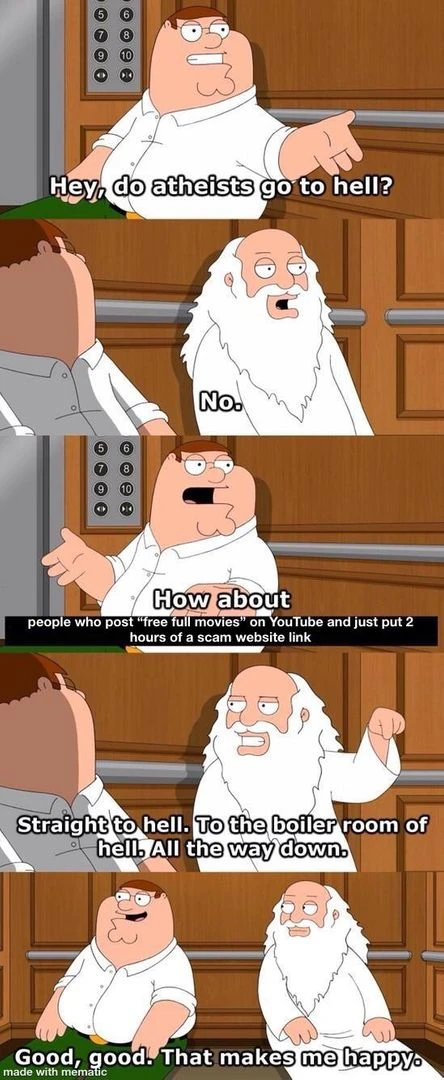 5 6
7 8
9 10
Hey, do atheists go to hell?
No.
5 6
7 8
9 10
How about
people who post “free full movies” on YouTube and just put 2
hours of a scam website link
Straight to hell. To the boiler room of
hell. All the way down.
Good, good. That makes me happy.
made with mematic